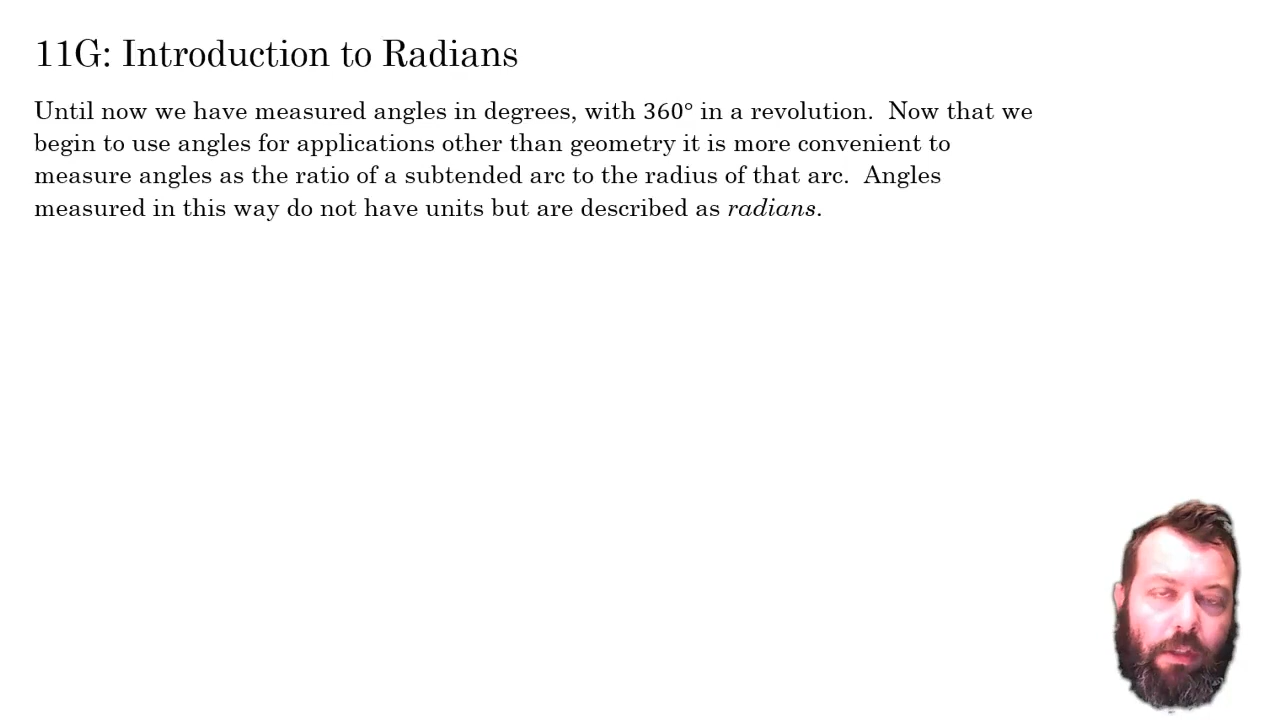 11G: Introduction to Radians
Until now we have measured angles in degrees, with 360° in a revolution.  Now that we
begin to use angles for applications other than geometry it is more convenient to
measure angles as the ratio of a subtended arc to the radius of that arc.  Angles
measured in this way do not have units but are described as radians.